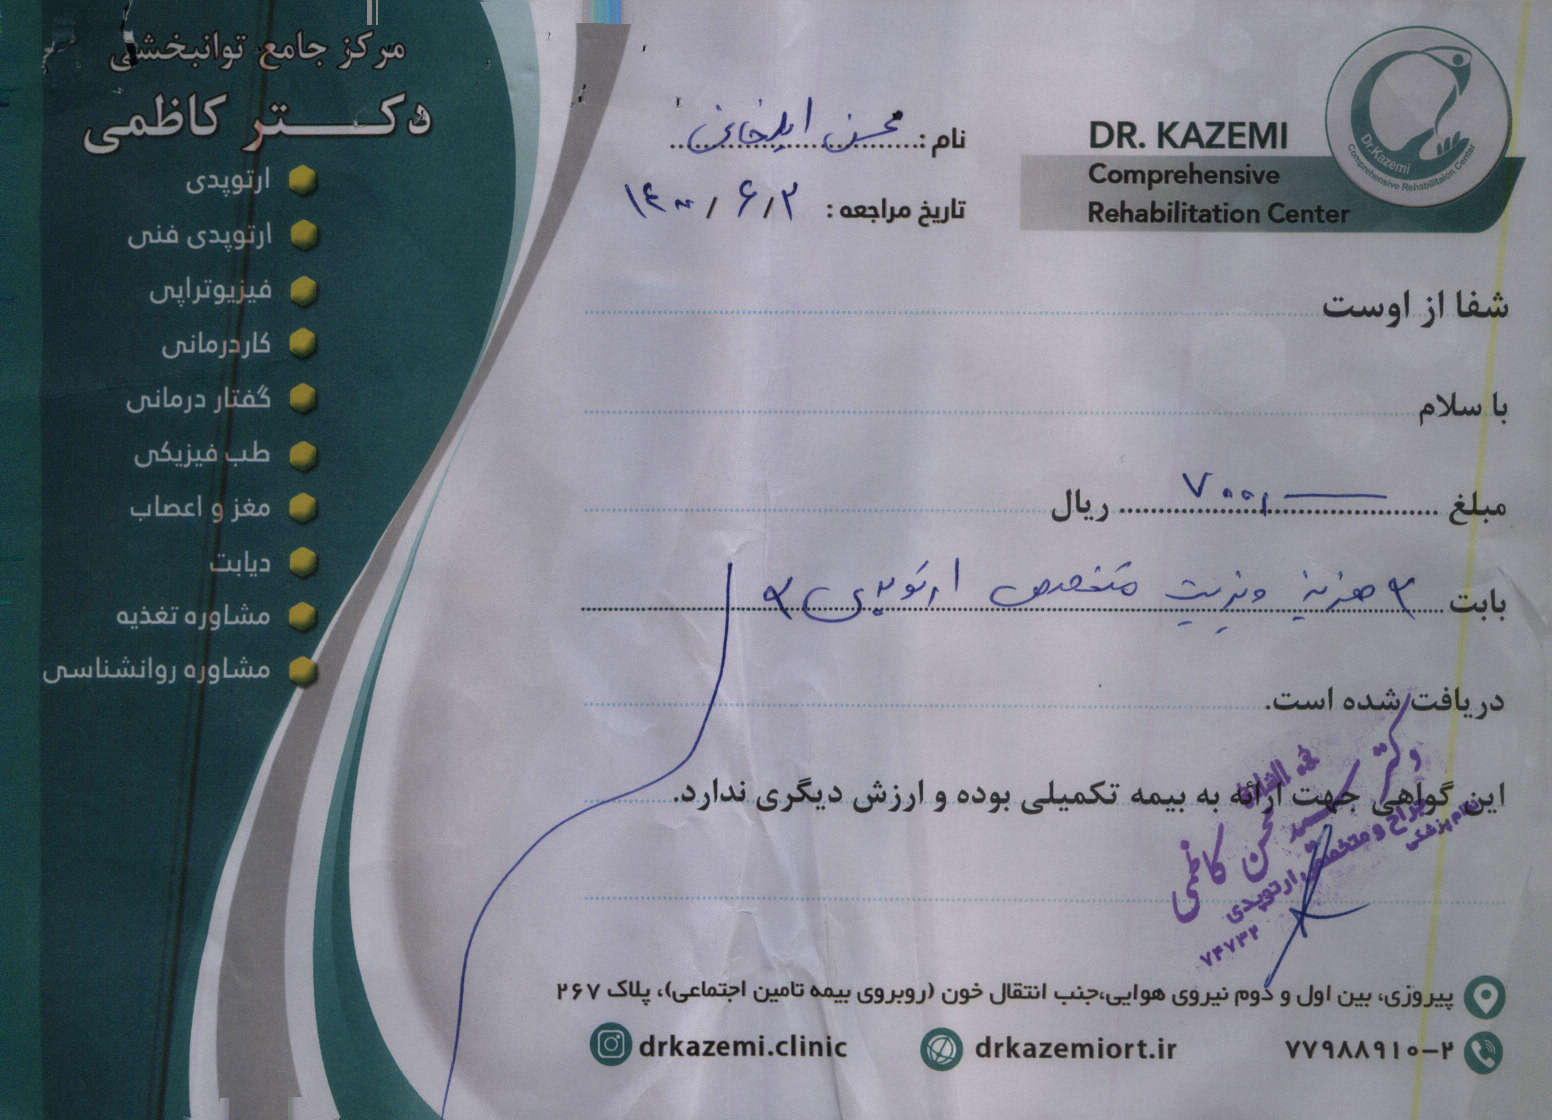 مرکز جامع توانبخشی
دکتر کاظمی
ارتوپدی
ارتوپدی فنی
فیزیوتراپی
کاردرمانی
گفتار درمانی
طب فیزیکی
مغز و اعصاب
دیابت
مشاوره تغذیه
مشاوره روانشناسی
DR. KAZEMI
Comprehensive
Rehabilitation Center
Dr.Kazemi
Comprehensive Rehabilitaion Center
نام : محسن ایلخانی
تاریخ مراجعه : ۱۴۰۰/۶/۲
شفا از اوست
با سلام
مبلغ ۷۰۰۱ ریال
بابت هزینه ویزیت متخصص ارتوپدی
دریافت شده است.
این گواهی جهت ارائه به بیمه تکمیلی بوده و ارزش دیگری ندارد.
دکتر سید محسن کاظمی
جراح و متخصص ارتوپدی
نظام پزشکی
۷۴۷۳۲
پیروزی، بین اول و دوم نیروی هوایی،جنب انتقال خون (روبروی بیمه تامین اجتماعی)، پلاک ۲۶۷
۷۷۹۸۸۹۱۰–۲
drkazemiort.ir
drkazemi.clinic